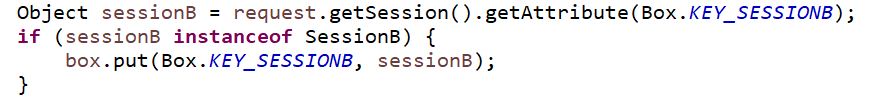 Object sessionB = request.getSession().getAttribute(Box.KEY_SESSIONB);
if (sessionB instanceof SessionB) {
    box.put(Box.KEY_SESSIONB, sessionB);
}